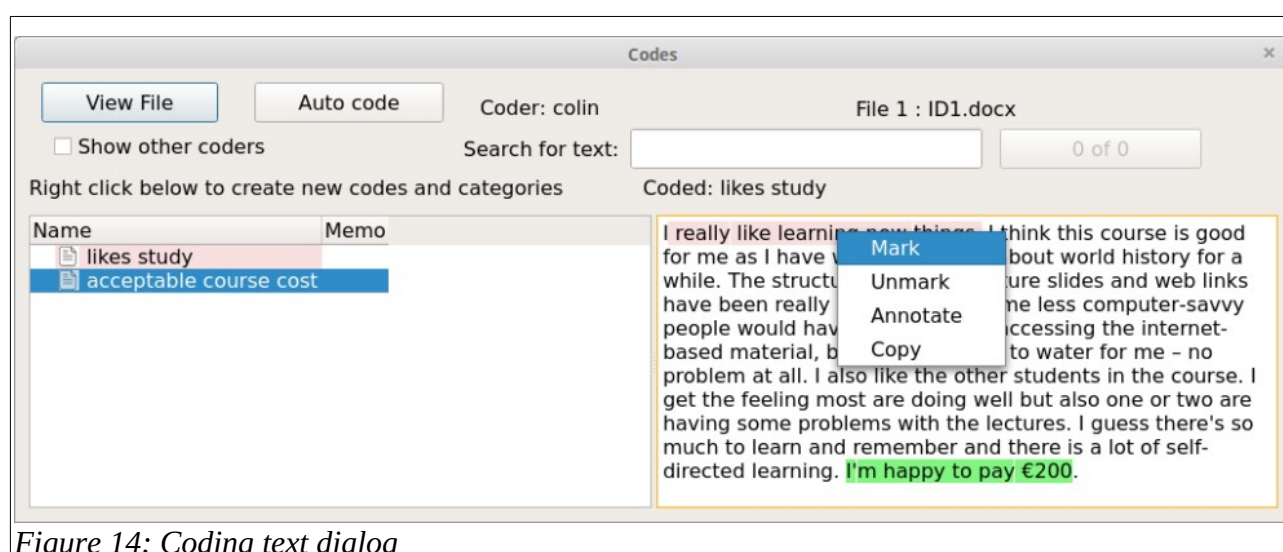 Codes ×
View File Auto code Coder: colin File 1 : ID1.docx
Show other coders Search for text: 0 of 0
Right click below to create new codes and categories Coded: likes study
Name Memo
likes study
acceptable course cost
I really like learning new things. I think this course is good
for me as I have bout world history for a
while. The structu ure slides and web links
have been really me less computer-savvy
people would hav ccessing the internet-
based material, b to water for me – no
problem at all. I also like the other students in the course. I
get the feeling most are doing well but also one or two are
having some problems with the lectures. I guess there's so
much to learn and remember and there is a lot of self-
directed learning. I'm happy to pay €200.
Mark
Unmark
Annotate
Copy
Figure 14: Coding text dialog